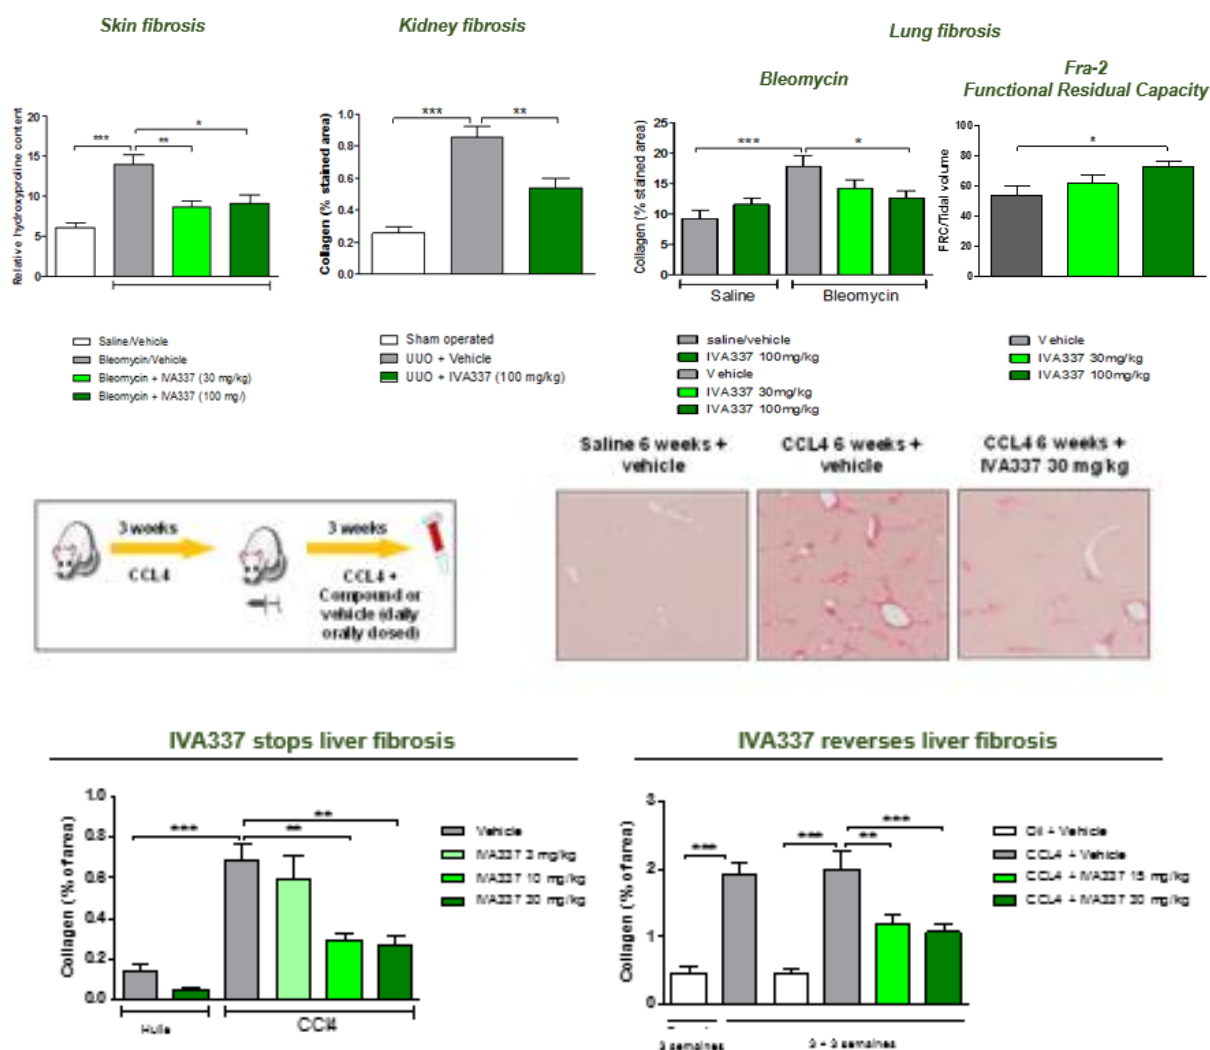 Skin fibrosis
Kidney fibrosis
Lung fibrosis
Bleomycin
Fra-2
Functional Residual Capacity
Relative hydroxyproline content
20
15
10
5
0
***
**
*
Saline/Vehicle
Bleomycin/Vehicle
Bleomycin + IVA337 (30 mg/kg)
Bleomycin + IVA337 (100 mg/)
Collagen (% stained area)
1.0
0.8
0.6
0.4
0.2
0.0
***
**
Sham operated
UUO + Vehicle
UUO + IVA337 (100 mg/kg)
Collagen (% stained area)
25
20
15
10
5
0
***
*
Saline
Bleomycin
saline/vehicle
IVA337 100mg/kg
Vehicle
IVA337 30mg/kg
IVA337 100mg/kg
FRC/Tidal volume
100
80
60
40
20
0
*
Vehicle
IVA337 30mg/kg
IVA337 100mg/kg
3 weeks
CCL4
3 weeks
CCL4 +
Compound or
vehicle (daily
orally dosed)
Saline 6 weeks +
vehicle
CCL4 6 weeks +
vehicle
CCL4 6 weeks +
IVA337 30 mg/kg
IVA337 stops liver fibrosis
Collagen (% of area)
1.0
0.8
0.6
0.4
0.2
0.0
***
**
**
Huile
CCl4
Vehicle
IVA337 3 mg/kg
IVA337 10 mg/kg
IVA337 30 mg/kg
IVA337 reverses liver fibrosis
Collagen (% of area)
3
2
1
0
***
***
**
***
3 semaines
3 + 3 semaines
Oil + Vehicle
CCL4 + Vehicle
CCL4 + IVA337 15 mg/kg
CCL4 + IVA337 30 mg/kg